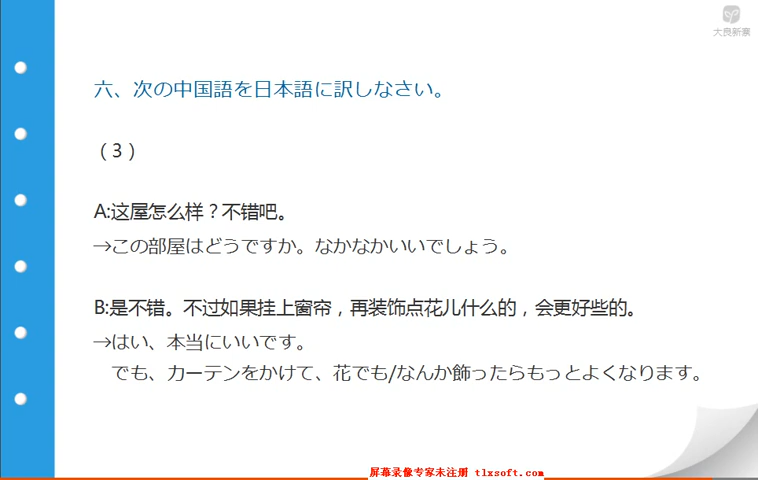 大良新寨
六、次の中国語を日本語に訳しなさい。
（3）
A:这屋怎么样？不错吧。
→この部屋はどうですか。なかなかいいでしょう。
B:是不错。不过如果挂上窗帘，再装饰点花儿什么的，会更好些的。
→はい、本当にいいです。
でも、カーテンをかけて、花でも/なんか飾ったらもっとよくなります。
屏幕录像专家未注册 tlxsoft.com